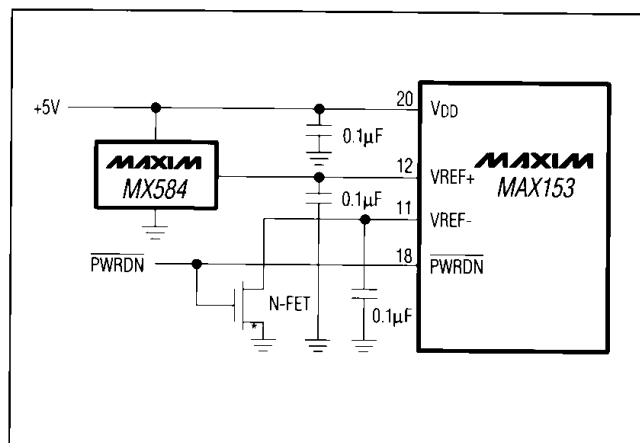 +5V
20
VDD
0.1µF
MAXIM
MX584
12
VREF+
MAXIM
MAX153
0.1µF
11
VREF-
PWRDN
18
PWRDN
N-FET
*
0.1µF